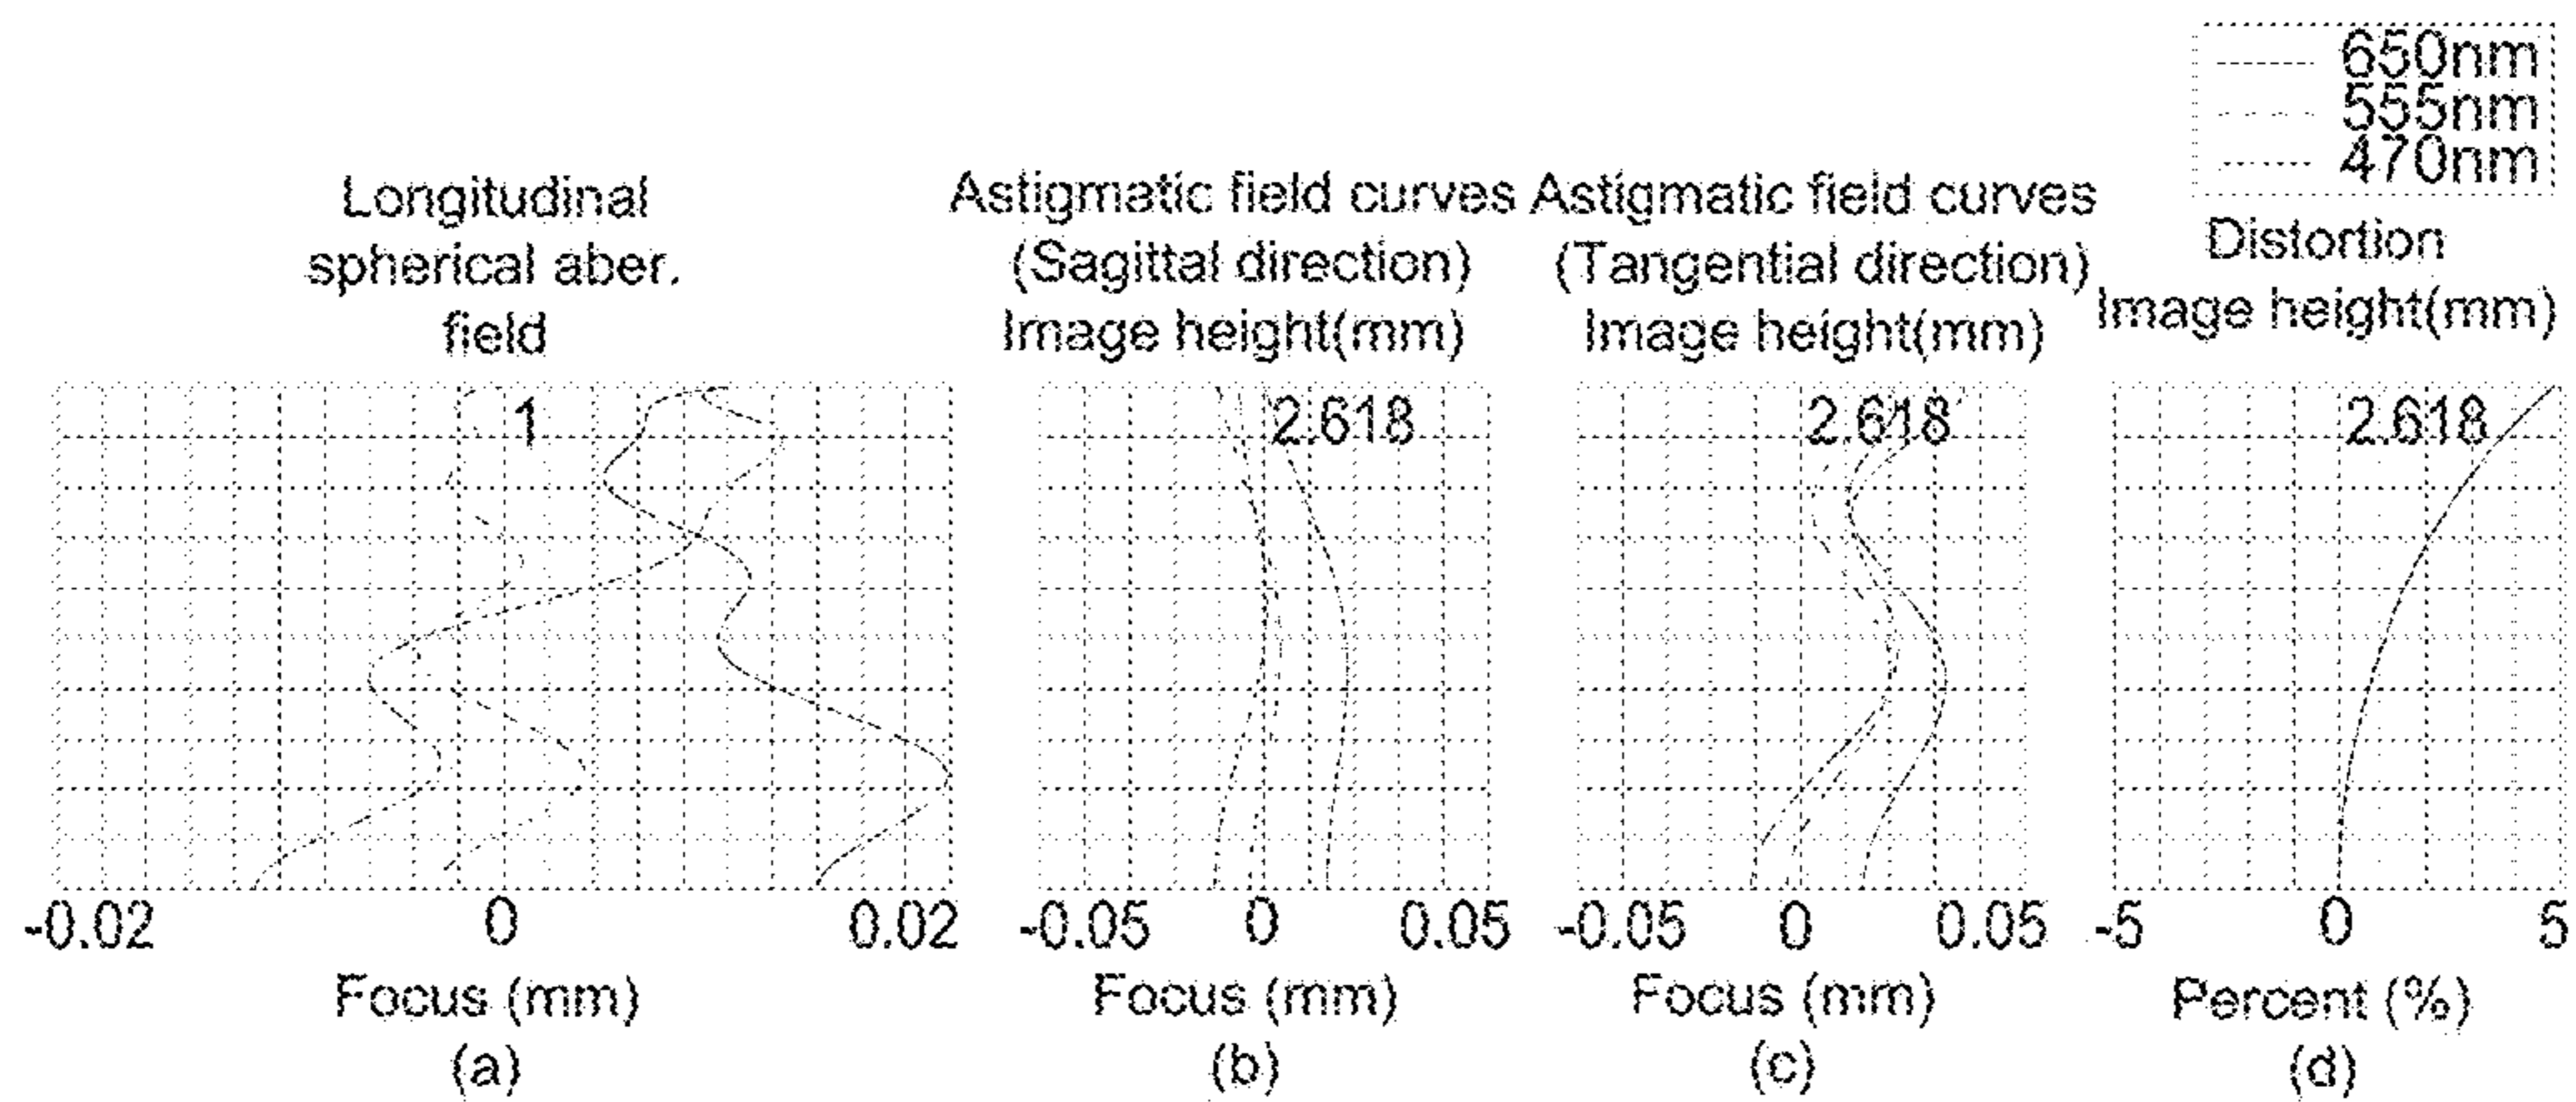 650nm
555nm
470nm
Longitudinal
spherical aber.
field
Astigmatic field curves
(Sagittal direction)
Image height(mm)
Astigmatic field curves
(Tangential direction)
Image height(mm)
Distortion
Image height(mm)
1
2.618
2.618
2.618
-0.02 0 0.02
-0.05 0 0.05
-0.05 0 0.05
-5 0 5
Focus (mm)
Focus (mm)
Focus (mm)
Percent (%)
(a)
(b)
(c)
(d)